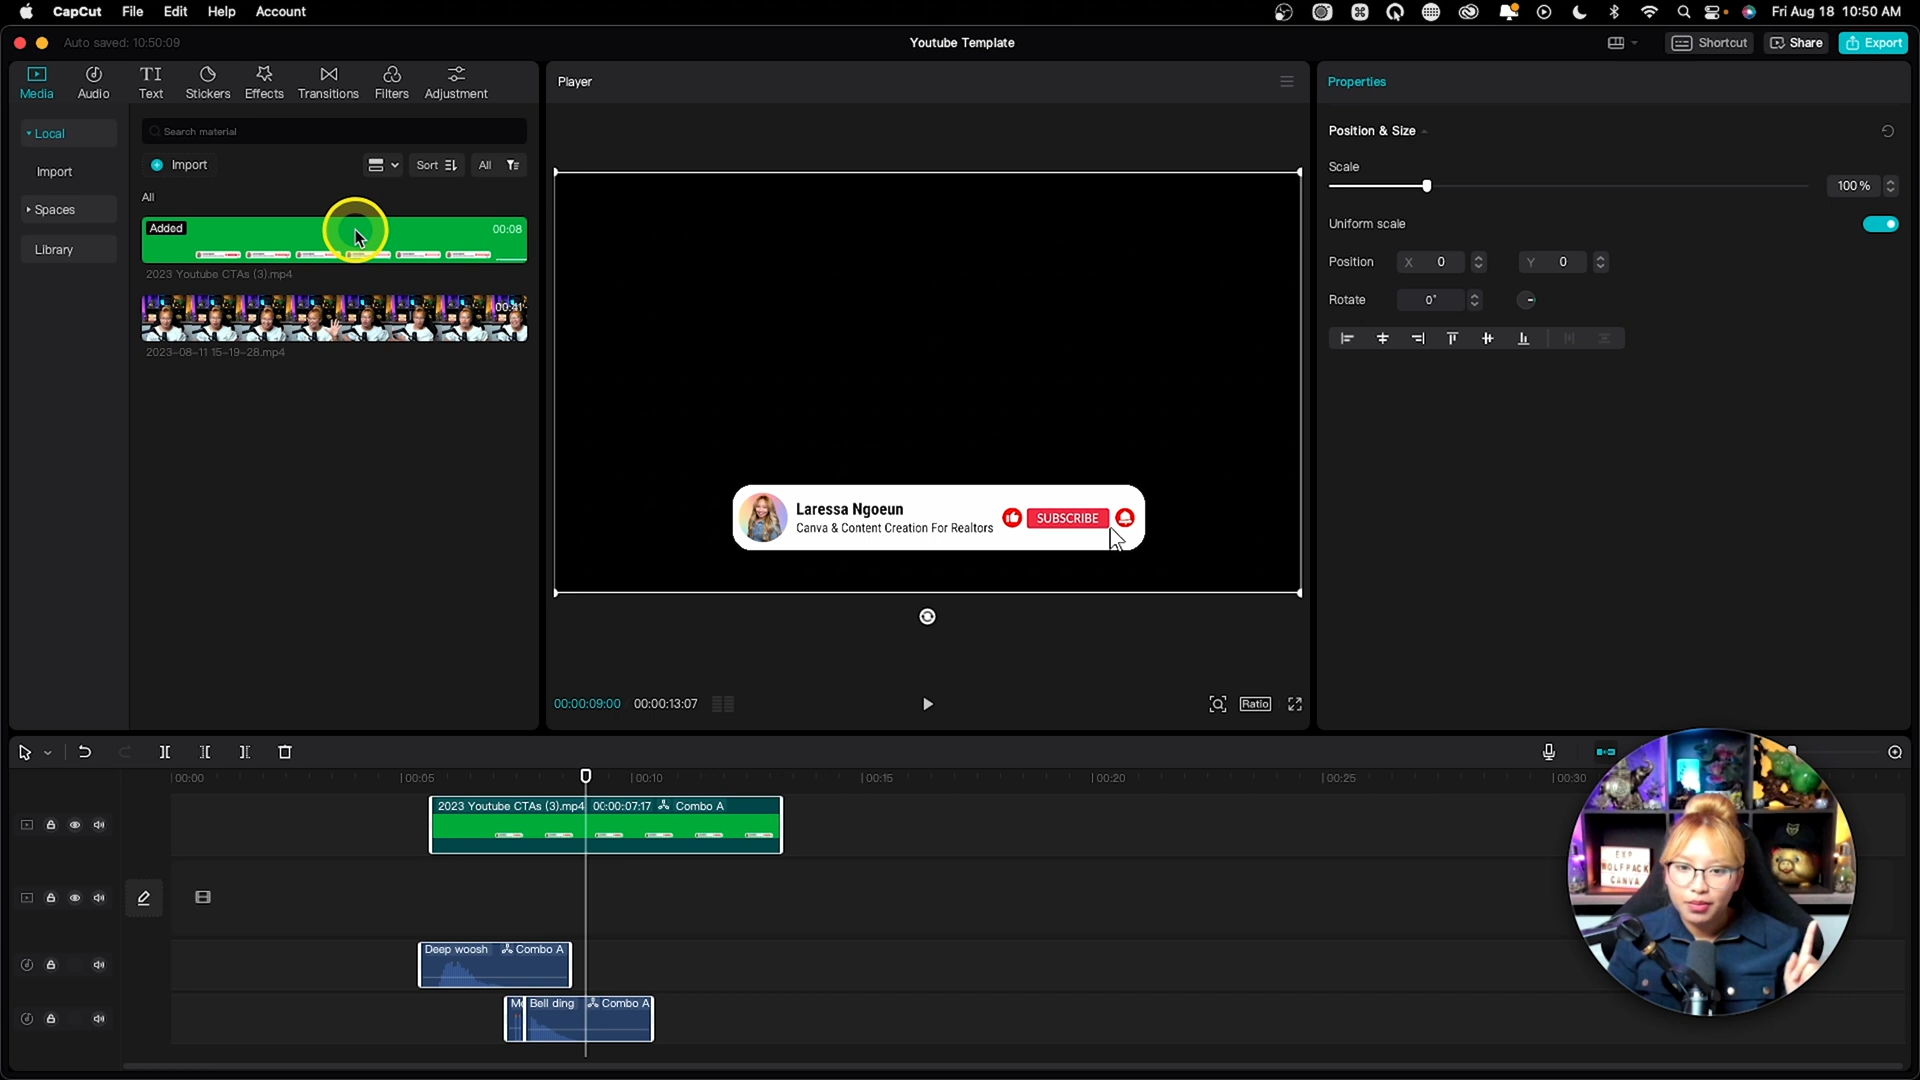 CapCut File Edit Help Account Fri Aug 18 10:50 AM
Auto saved: 10:50:09 Youtube Template Shortcut Share Export
Media Audio TI Text Stickers Effects Transitions Filters Adjustment
Local
Import
Spaces
Library
Search material
Import Sort All
All
Added 00:08
2023 Youtube CTAs (3).mp4
00:41
2023-08-11 15-19-28.mp4
Player
Laressa Ngoeun
Canva & Content Creation For Realtors
SUBSCRIBE
00:00:09:00 00:00:13:07 Ratio
Properties
Position & Size
Scale
100%
Uniform scale
Position X 0 Y 0
Rotate 0°
00:00 00:05 00:10 00:15 00:20 00:25 00:30
2023 Youtube CTAs (3).mp4 00:00:07:17 Combo A
Deep woosh Combo A
Bell ding Combo A
EXP
WOLFPACK
CANVA